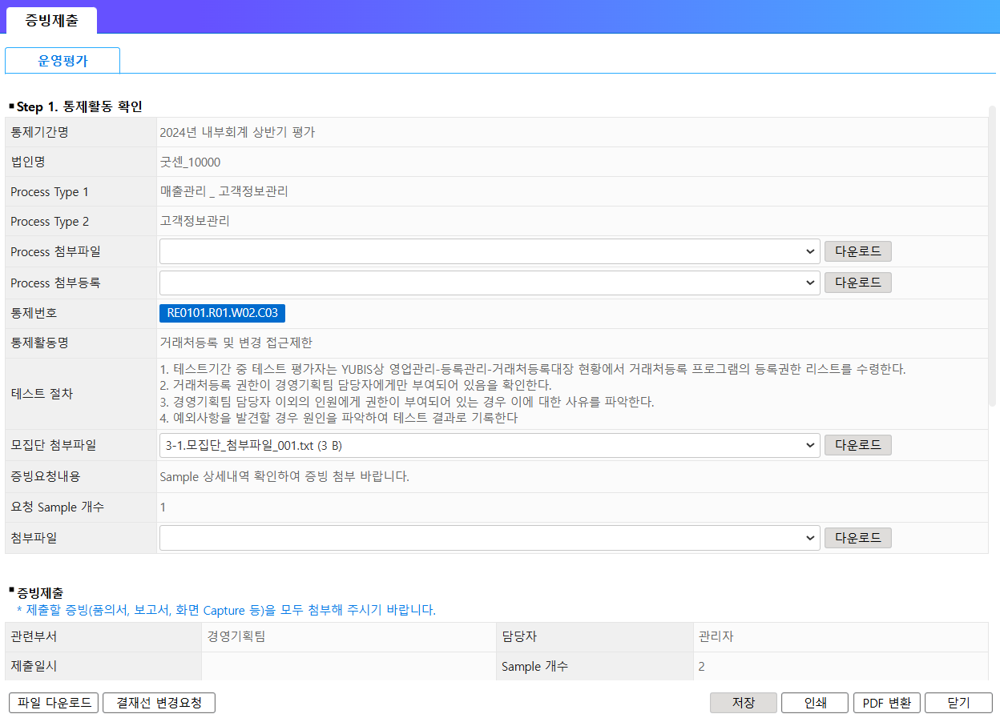 증빙제출
운영평가
■Step 1. 통제활동 확인
통제기간명 2024년 내부회계 상반기 평가
법인명 굿센_10000
Process Type 1 매출관리 _ 고객정보관리
Process Type 2 고객정보관리
Process 첨부파일 다운로드
Process 첨부등록 다운로드
통제번호 RE0101.R01.W02.C03
통제활동명 거래처등록 및 변경 접근제한
테스트 절차
1. 테스트기간 중 테스트 평가자는 YUBIS상 영업관리-등록관리-거래처등록대장 현황에서 거래처등록 프로그램의 등록권한 리스트를 수령한다.
2. 거래처등록 권한이 경영기획팀 담당자에게만 부여되어 있음을 확인한다.
3. 경영기획팀 담당자 이외의 인원에게 권한이 부여되어 있는 경우 이에 대한 사유를 파악한다.
4. 예외사항을 발견할 경우 원인을 파악하여 테스트 결과로 기록한다
모집단 첨부파일 3-1.모집단_첨부파일_001.txt (3 B) 다운로드
증빙요청내용 Sample 상세내역 확인하여 증빙 첨부 바랍니다.
요청 Sample 개수 1
첨부파일 다운로드
■증빙제출
* 제출할 증빙(품의서, 보고서, 화면 Capture 등)을 모두 첨부해 주시기 바랍니다.
관련부서 경영기획팀 담당자 관리자
제출일시 Sample 개수 2
파일 다운로드 결재선 변경요청 저장 인쇄 PDF 변환 닫기